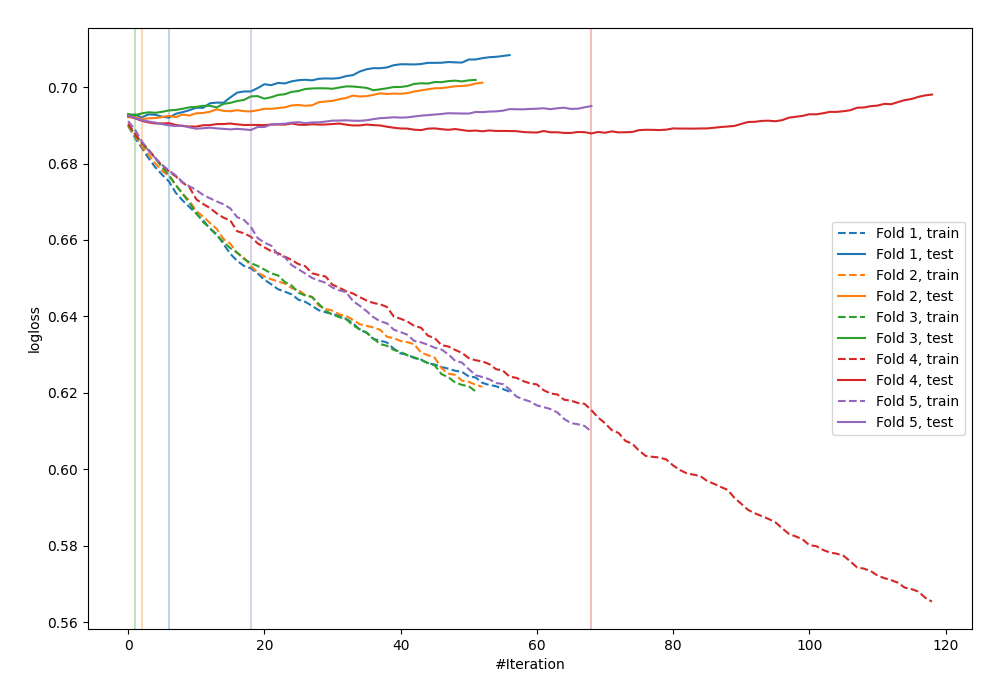 0.70
0.68
0.66
0.64
0.62
0.60
0.58
0.56
logloss
0
20
40
60
80
100
120
#Iteration
Fold 1, train
Fold 1, test
Fold 2, train
Fold 2, test
Fold 3, train
Fold 3, test
Fold 4, train
Fold 4, test
Fold 5, train
Fold 5, test